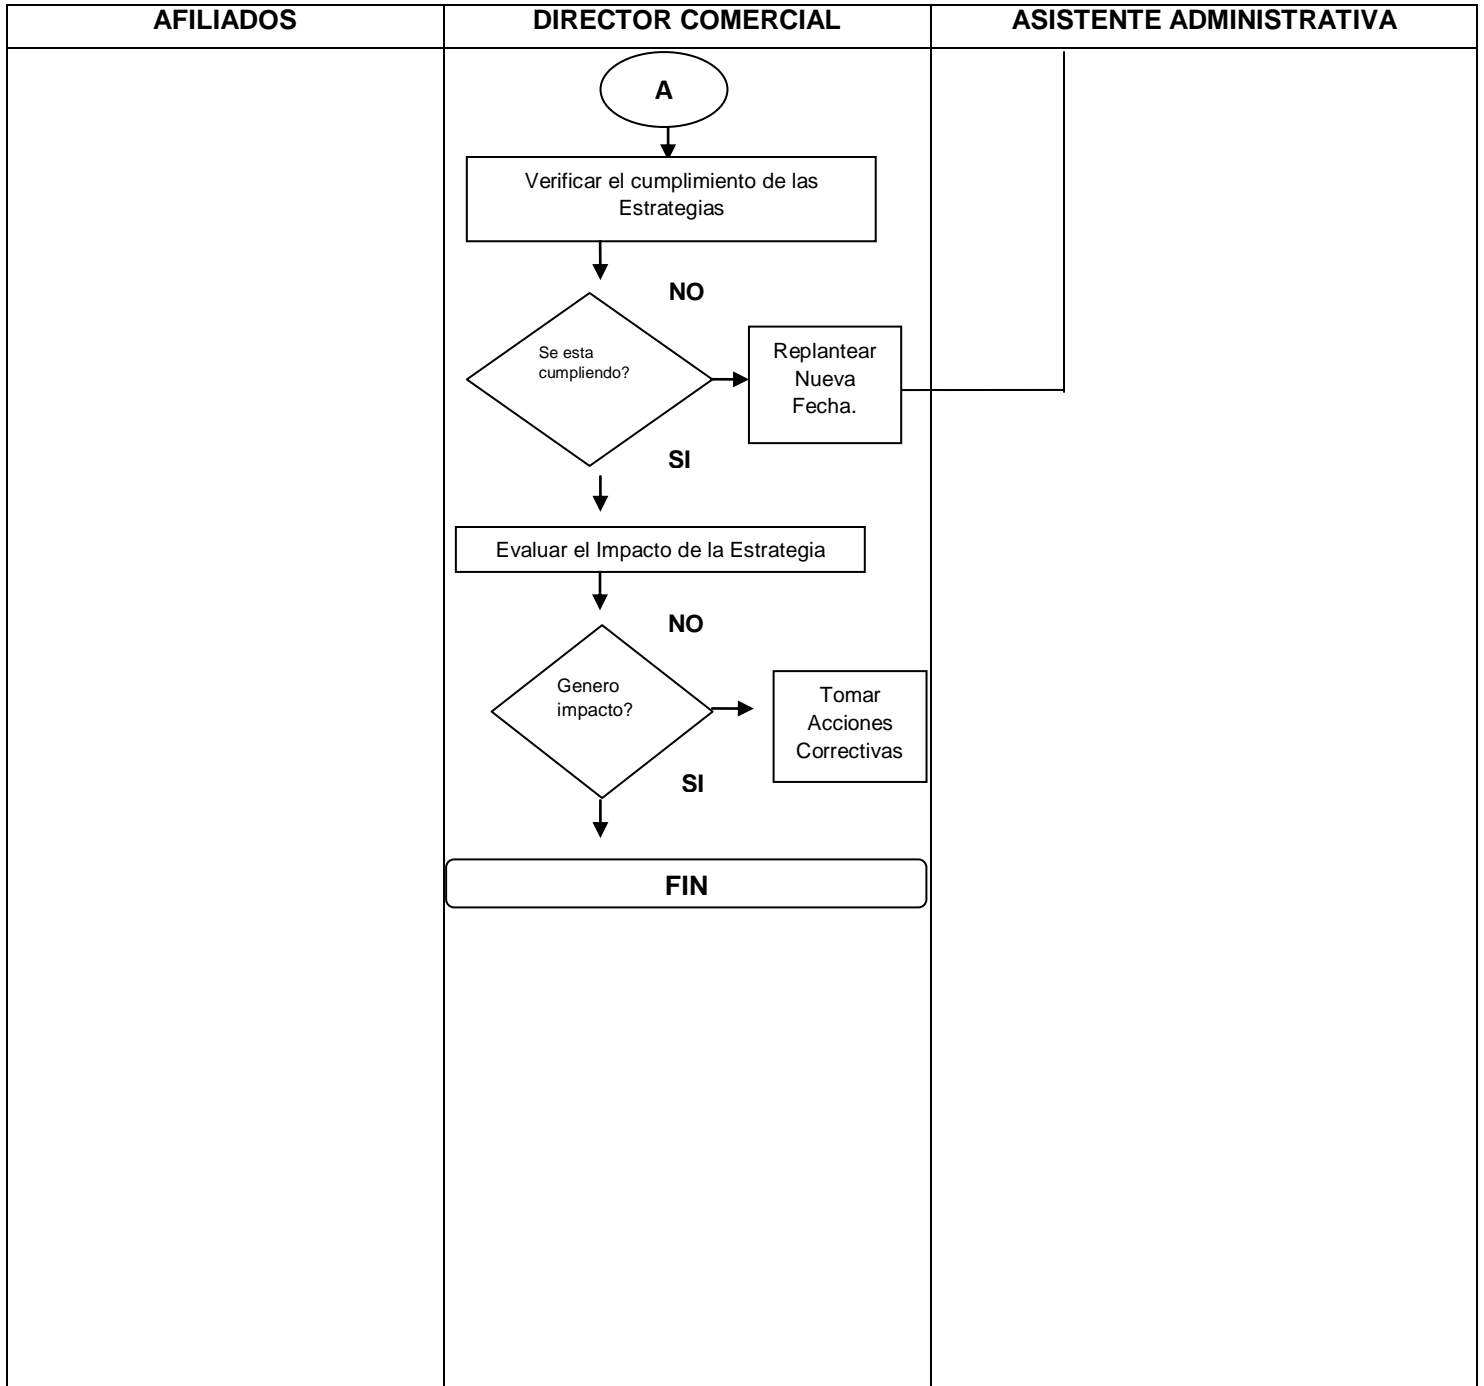 AFILIADOS
DIRECTOR COMERCIAL
ASISTENTE ADMINISTRATIVA
A
Verificar el cumplimiento de las
Estrategias
NO
Se esta
cumpliendo?
Replantear
Nueva
Fecha.
SI
Evaluar el Impacto de la Estrategia
NO
Genero
impacto?
Tomar
Acciones
Correctivas
SI
FIN